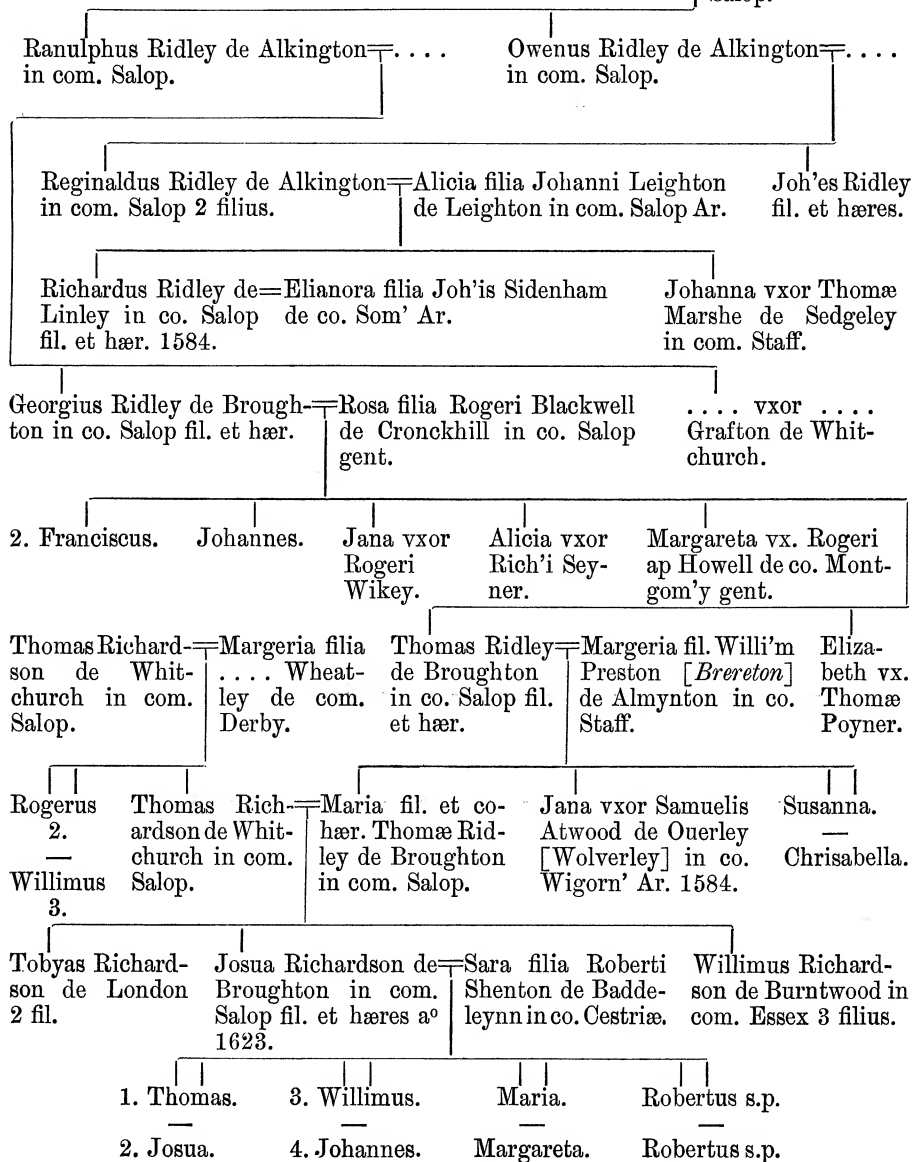 Salop.
Ranulphus Ridley de Alkington=. . . .
in com. Salop.
Owenus Ridley de Alkington=. . . .
in com. Salop.
Reginaldus Ridley de Alkington=Alicia filia Johanni Leighton
in com. Salop 2 filius.
de Leighton in com. Salop Ar.
Joh'es Ridley
fil. et hæres.
Richardus Ridley de=Elianora filia Joh'is Sidenham
Linley in co. Salop
de co. Som' Ar.
fil. et hær. 1584.
Johanna vxor Thomæ
Marshe de Sedgeley
in com. Staff.
Georgius Ridley de Brough-=Rosa filia Rogeri Blackwell
ton in co. Salop fil. et hær.
de Cronckhill in co. Salop
gent.
. . . . vxor . . . .
Grafton de Whit-
church.
2. Franciscus.
Johannes.
Jana vxor
Rogeri
Wikey.
Alicia vxor
Rich'i Sey-
ner.
Margareta vx. Rogeri
ap Howell de co. Mont-
gom'y gent.
Thomas Richard-=Margeria filia
son de Whit-
church in com.
Salop.
. . . . Wheat-
ley de com.
Derby.
Thomas Ridley=Margeria fil. Willi'm
de Broughton
in co. Salop fil.
et hær.
Preston [Brereton]
de Almynton in co.
Staff.
Eliza-
beth vx.
Thomæ
Poyner.
Rogerus
2.
—
Willimus
3.
Thomas Rich-=Maria fil. et co-
ardson de Whit-
church in com.
Salop.
hær. Thomæ Rid-
ley de Broughton
in com. Salop.
Jana vxor Samuelis
Atwood de Ouerley
[Wolverley] in co.
Wigorn' Ar. 1584.
Susanna.
—
Chrisabella.
Tobyas Richard-
son de London
2 fil.
Josua Richardson de=Sara filia Roberti
Broughton in com.
Salop fil. et hæres aº
1623.
Shenton de Badde-
leynn in co. Cestriæ.
Willimus Richard-
son de Burntwood in
com. Essex 3 filius.
1. Thomas.
—
2. Josua.
3. Willimus.
—
4. Johannes.
Maria.
—
Margareta.
Robertus s.p.
—
Robertus s.p.